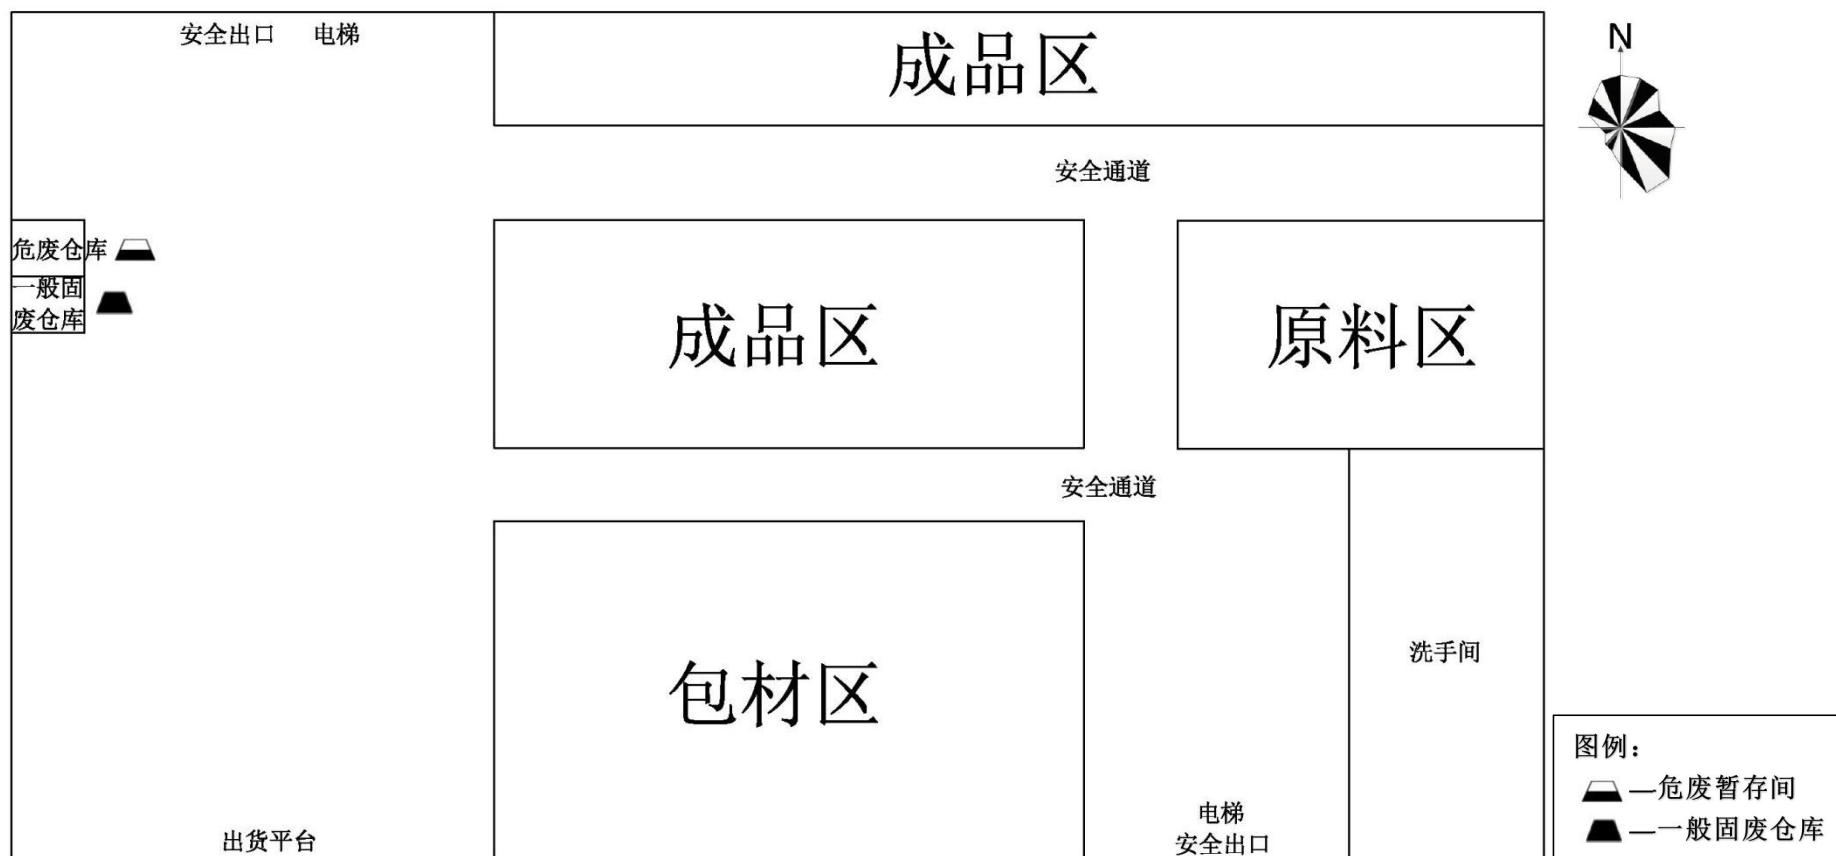 安全出口 电梯
成品区
N
安全通道
危废仓库
一般固
废仓库
成品区
原料区
安全通道
包材区
洗手间
出货平台
电梯
安全出口
图例：
—危废暂存间
—一般固废仓库